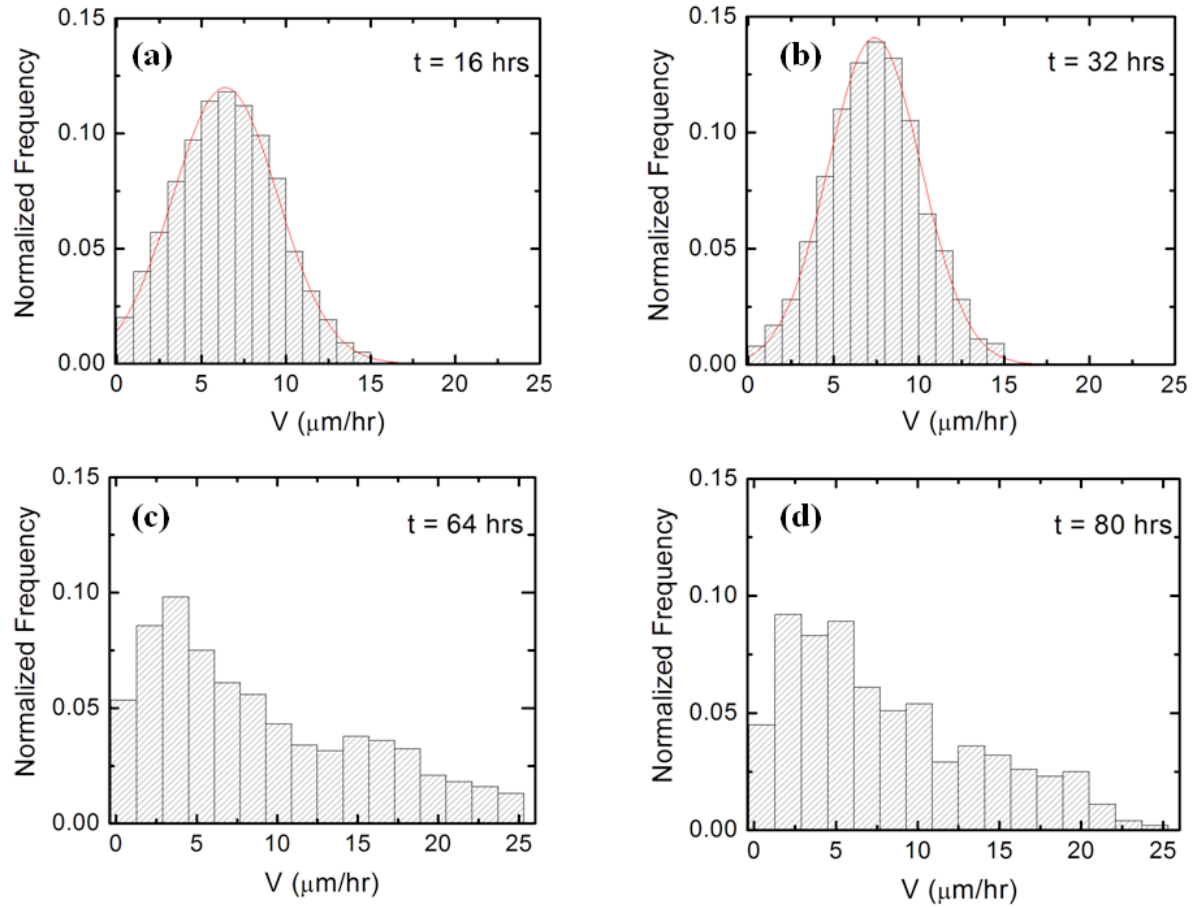 (a)
t = 16 hrs
Normalized Frequency
0.15
0.10
0.05
0.00
0 5 10 15 20 25
V (μm/hr)
(b)
t = 32 hrs
Normalized Frequency
0.15
0.10
0.05
0.00
0 5 10 15 20 25
V (μm/hr)
(c)
t = 64 hrs
Normalized Frequency
0.15
0.10
0.05
0.00
0 5 10 15 20 25
V (μm/hr)
(d)
t = 80 hrs
Normalized Frequency
0.15
0.10
0.05
0.00
0 5 10 15 20 25
V (μm/hr)